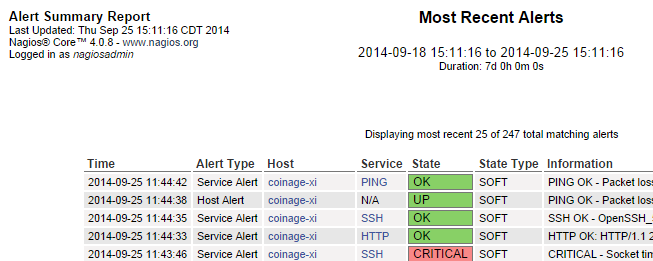 Alert Summary Report
Last Updated: Thu Sep 25 15:11:16 CDT 2014
Nagios® Core™ 4.0.8 - www.nagios.org
Logged in as nagiosadmin
Most Recent Alerts
2014-09-18 15:11:16 to 2014-09-25 15:11:16
Duration: 7d 0h 0m 0s
Displaying most recent 25 of 247 total matching alerts
Time Alert Type Host Service State State Type Information
2014-09-25 11:44:42 Service Alert coinage-xi PING OK SOFT PING OK - Packet loss
2014-09-25 11:44:38 Host Alert coinage-xi N/A UP SOFT PING OK - Packet loss
2014-09-25 11:44:35 Service Alert coinage-xi SSH OK SOFT SSH OK - OpenSSH_
2014-09-25 11:44:33 Service Alert coinage-xi HTTP OK SOFT HTTP OK: HTTP/1.1 2
2014-09-25 11:43:46 Service Alert coinage-xi SSH CRITICAL SOFT CRITICAL - Socket tim